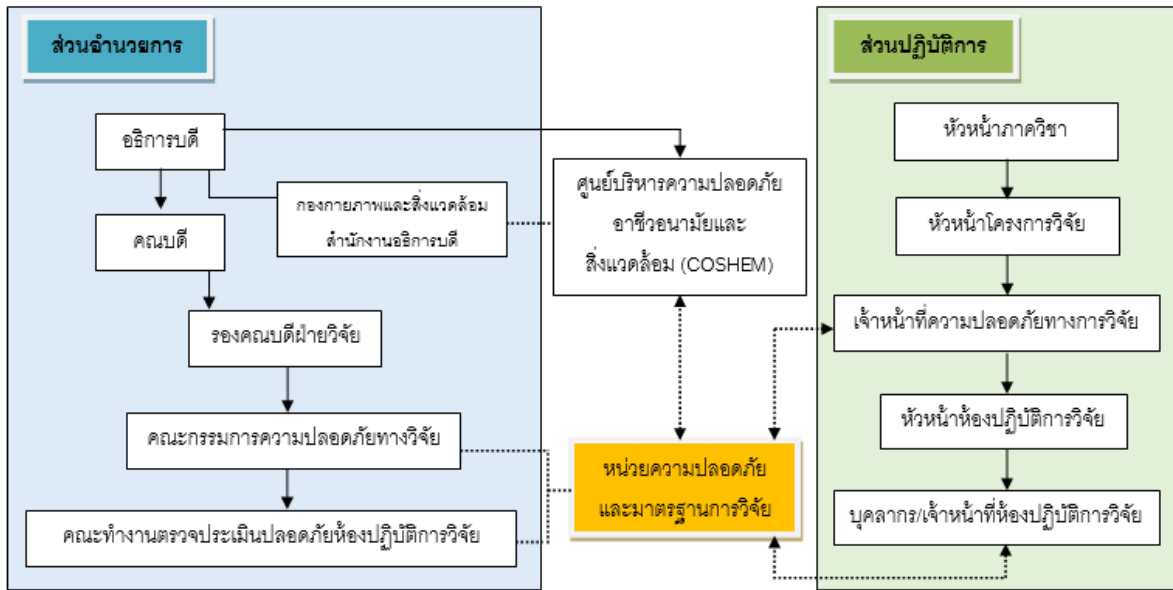 ส่วนอำนวยการ
อธิการบดี
กองกายภาพและสิ่งแวดล้อม
สำนักงานอธิการบดี
คณบดี
รองคณบดีฝ่ายวิจัย
คณะกรรมการความปลอดภัยทางวิจัย
คณะทำงานตรวจประเมินปลอดภัยห้องปฏิบัติการวิจัย
ศูนย์บริหารความปลอดภัย
อาชีวอนามัยและ
สิ่งแวดล้อม (COSHEM)
หน่วยความปลอดภัย
และมาตรฐานการวิจัย
ส่วนปฏิบัติการ
หัวหน้าภาควิชา
หัวหน้าโครงการวิจัย
เจ้าหน้าที่ความปลอดภัยทางการวิจัย
หัวหน้าห้องปฏิบัติการวิจัย
บุคลากร/เจ้าหน้าที่ห้องปฏิบัติการวิจัย